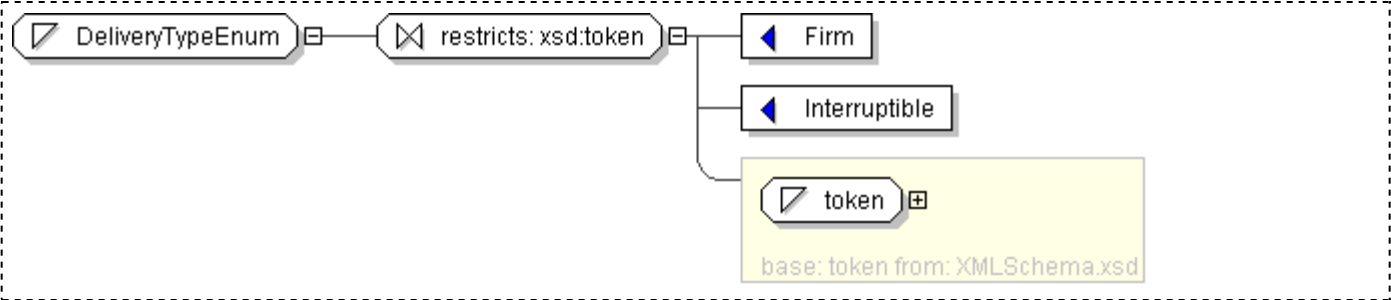 DeliveryTypeEnum
restricts: xsd:token
Firm
Interruptible
token
base: token from: XMLSchema.xsd